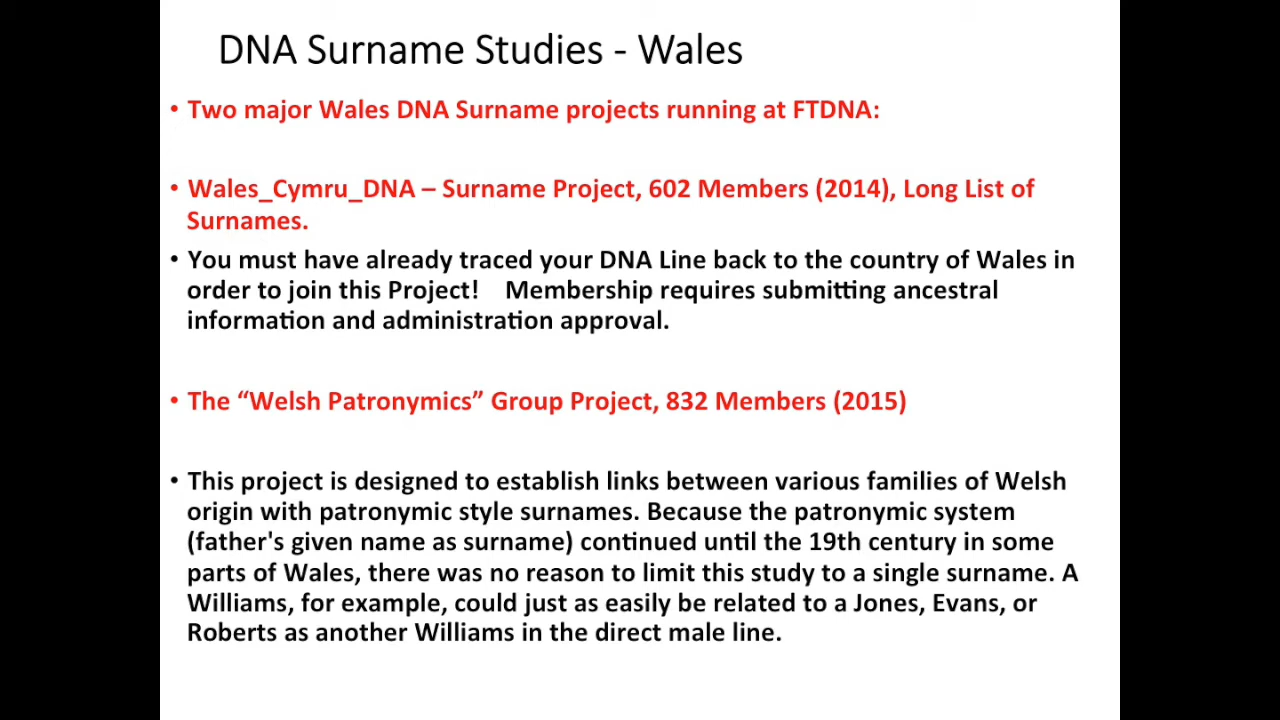 DNA Surname Studies - Wales
• Two major Wales DNA Surname projects running at FTDNA:
• Wales_Cymru_DNA – Surname Project, 602 Members (2014), Long List of
Surnames.
• You must have already traced your DNA Line back to the country of Wales in
order to join this Project!    Membership requires submitting ancestral
information and administration approval.
• The “Welsh Patronymics” Group Project, 832 Members (2015)
• This project is designed to establish links between various families of Welsh
origin with patronymic style surnames. Because the patronymic system
(father's given name as surname) continued until the 19th century in some
parts of Wales, there was no reason to limit this study to a single surname. A
Williams, for example, could just as easily be related to a Jones, Evans, or
Roberts as another Williams in the direct male line.